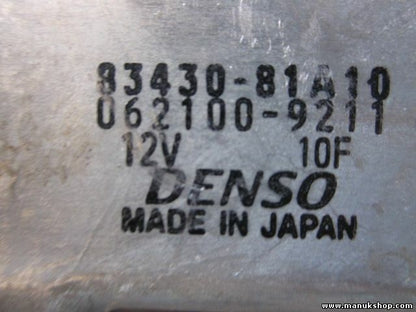 83430-81A10
062100-9211
12V 10F
DENSO
MADE IN JAPAN
www.manukshop.com